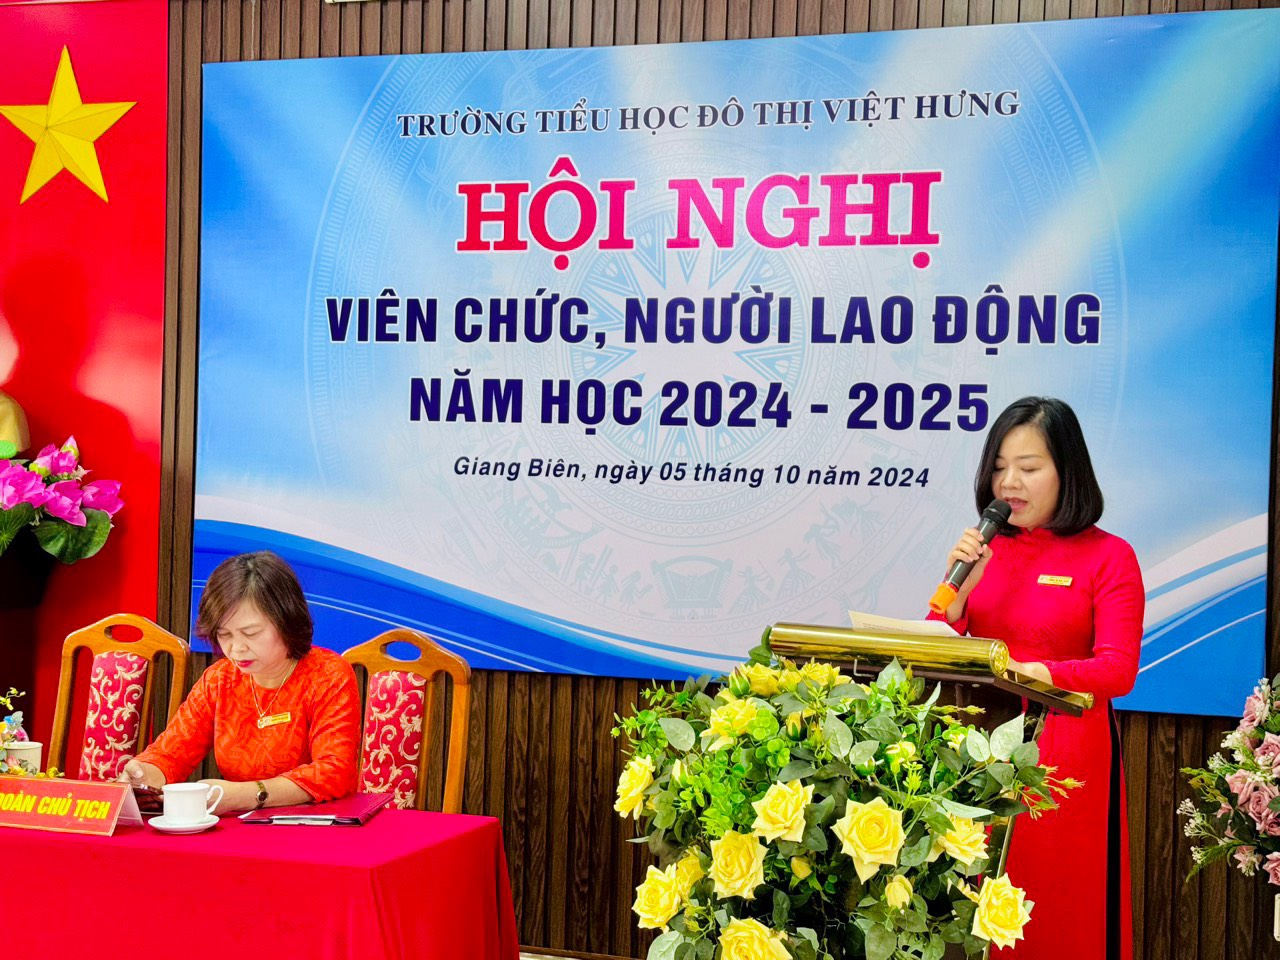 TRƯỜNG TIỂU HỌC ĐÔ THỊ VIỆT HƯNG
HỘI NGHỊ
VIÊN CHỨC, NGƯỜI LAO ĐỘNG
NĂM HỌC 2024 - 2025
Giang Biên, ngày 05 tháng 10 năm 2024
ĐOÀN CHỦ TỊCH